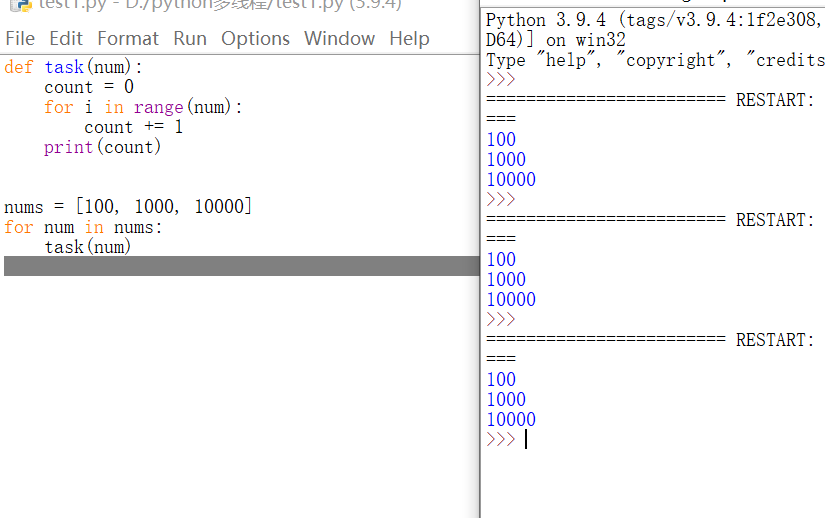 test1.py - D:/python多线程/test1.py (3.9.4)
File Edit Format Run Options Window Help
def task(num):
    count = 0
    for i in range(num):
        count += 1
    print(count)
nums = [100, 1000, 10000]
for num in nums:
    task(num)
Python 3.9.4 (tags/v3.9.4:1f2e308,
D64)] on win32
Type "help", "copyright", "credits
>>>
======================== RESTART:
===
100
1000
10000
>>>
======================== RESTART:
===
100
1000
10000
>>>
======================== RESTART:
===
100
1000
10000
>>>